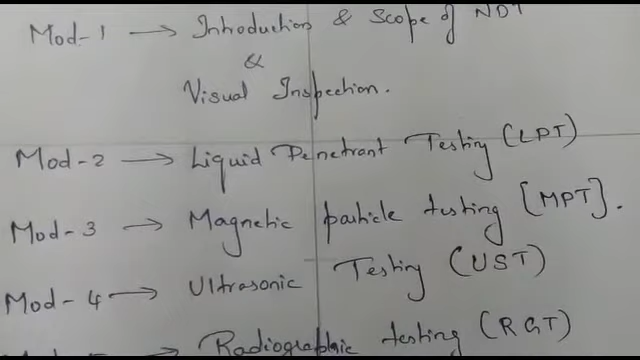 Mod-1 → Introduction & Scope of NDT
&
Visual Inspection.
Mod-2 → Liquid Penetrant Testing (LPT)
Mod-3 → Magnetic particle testing [MPT].
Mod-4 → Ultrasonic Testing (UST)
Radiographic testing (RGT)